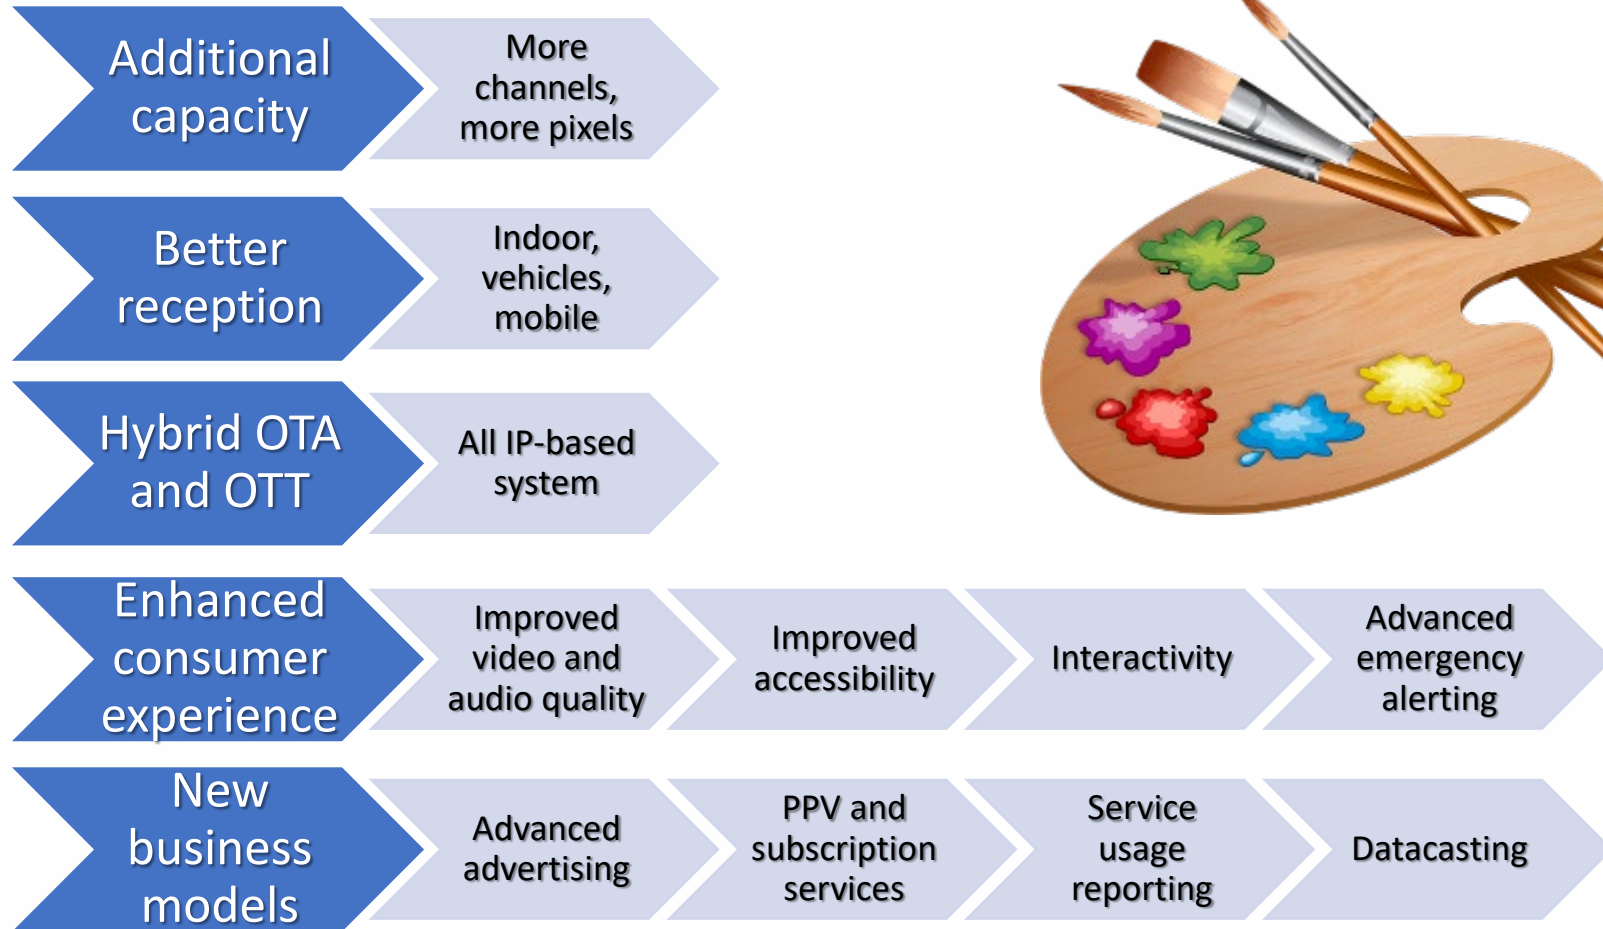 Additional
capacity
More
channels,
more pixels
Better
reception
Indoor,
vehicles,
mobile
Hybrid OTA
and OTT
All IP-based
system
Enhanced
consumer
experience
Improved
video and
audio quality
Improved
accessibility
Interactivity
Advanced
emergency
alerting
New
business
models
Advanced
advertising
PPV and
subscription
services
Service
usage
reporting
Datacasting